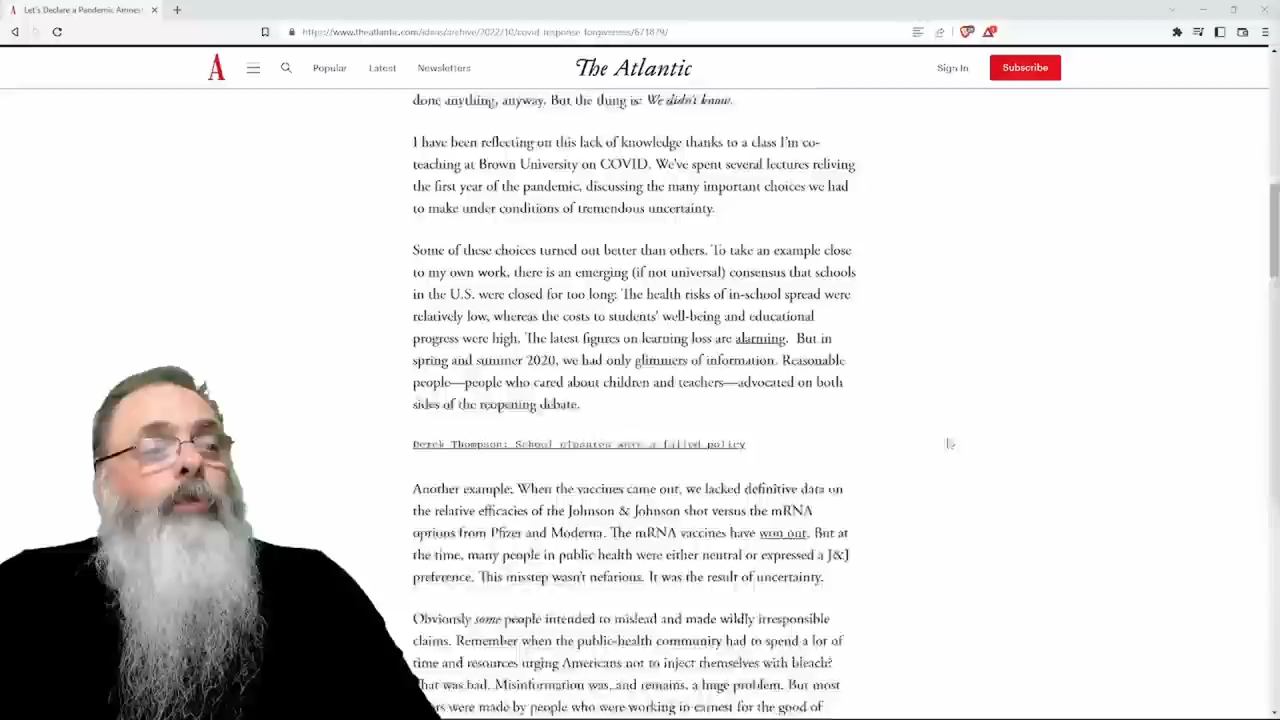 Let's Declare a Pandemic Amnest
https://www.theatlantic.com/ideas/archive/2022/10/covid-response-forgiveness/671879/
A
Popular
Latest
Newsletters
The Atlantic
Sign In
Subscribe
done anything, anyway. But the thing is: We didn't know.
I have been reflecting on this lack of knowledge thanks to a class I'm co-
teaching at Brown University on COVID. We've spent several lectures reliving
the first year of the pandemic, discussing the many important choices we had
to make under conditions of tremendous uncertainty.
Some of these choices turned out better than others. To take an example close
to my own work, there is an emerging (if not universal) consensus that schools
in the U.S. were closed for too long: The health risks of in-school spread were
relatively low, whereas the costs to students' well-being and educational
progress were high. The latest figures on learning loss are alarming. But in
spring and summer 2020, we had only glimmers of information. Reasonable
people—people who cared about children and teachers—advocated on both
sides of the reopening debate.
Derek Thompson: School closures were a failed policy
Another example: When the vaccines came out, we lacked definitive data on
the relative efficacies of the Johnson & Johnson shot versus the mRNA
options from Pfizer and Moderna. The mRNA vaccines have won out. But at
the time, many people in public health were either neutral or expressed a J&J
preference. This misstep wasn't nefarious. It was the result of uncertainty.
Obviously some people intended to mislead and made wildly irresponsible
claims. Remember when the public-health community had to spend a lot of
time and resources urging Americans not to inject themselves with bleach?
That was bad. Misinformation was, and remains, a huge problem. But most
were made by people who were working in earnest for the good of